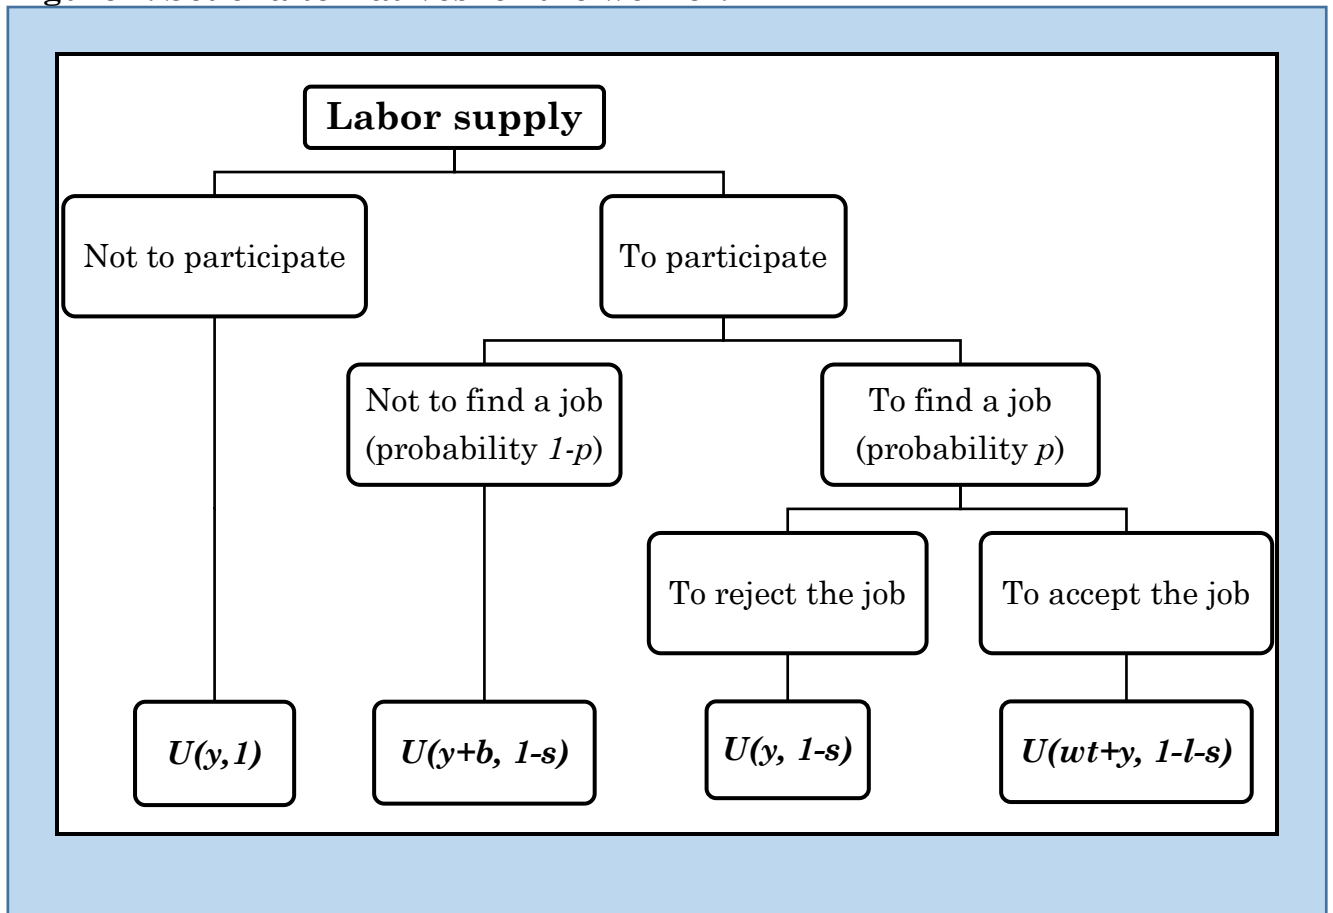 Labor supply
Not to participate
To participate
Not to find a job
(probability 1-p)
To find a job
(probability p)
To reject the job
To accept the job
U(y,1)
U(y+b, 1-s)
U(y, 1-s)
U(wt+y, 1-l-s)